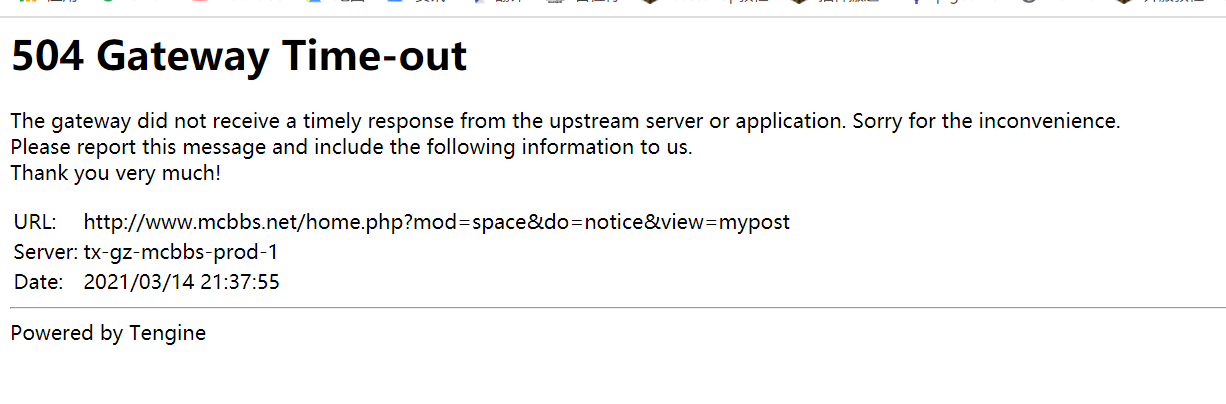 504 Gateway Time-out
The gateway did not receive a timely response from the upstream server or application. Sorry for the inconvenience.
Please report this message and include the following information to us.
Thank you very much!
URL: http://www.mcbbs.net/home.php?mod=space&do=notice&view=mypost
Server: tx-gz-mcbbs-prod-1
Date: 2021/03/14 21:37:55
Powered by Tengine